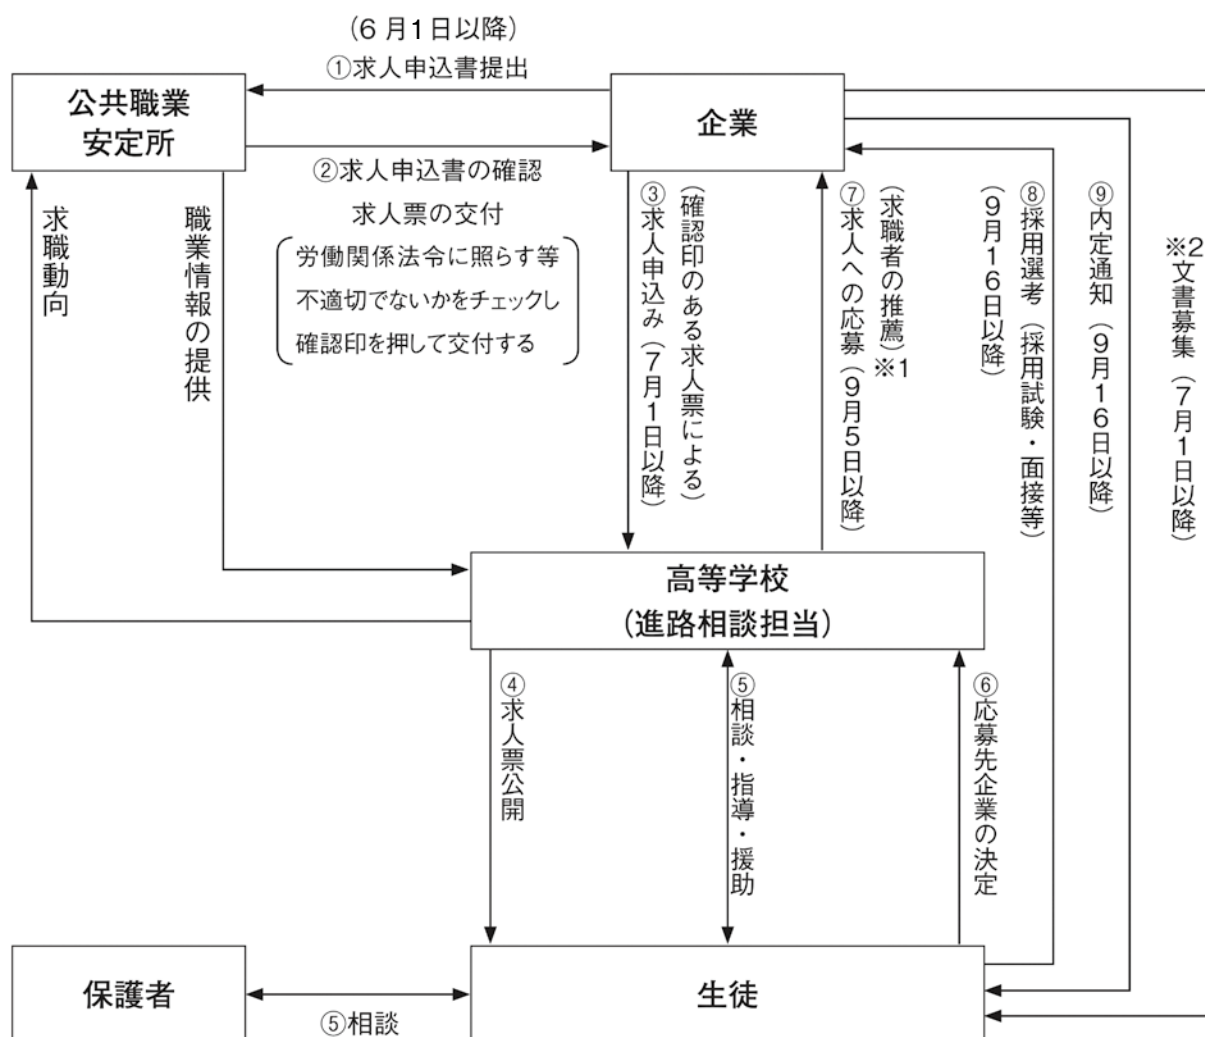 (6月1日以降)
①求人申込書提出
公共職業
安定所
企業
②求人申込書の確認
求人票の交付
労働関係法令に照らす等
不適切でないかをチェックし
確認印を押して交付する
求職動向
職業情報の提供
③求人申込み(7月1日以降)
(確認印のある求人票による)
⑦求人への応募(9月5日以降)
(求職者の推薦)※1
⑧採用選考(採用試験・面接等)
(9月16日以降)
⑨内定通知(9月16日以降)
※2文書募集(7月1日以降)
高等学校
(進路相談担当)
④求人票公開
⑤相談・指導・援助
⑥応募先企業の決定
保護者
⑤相談
生徒